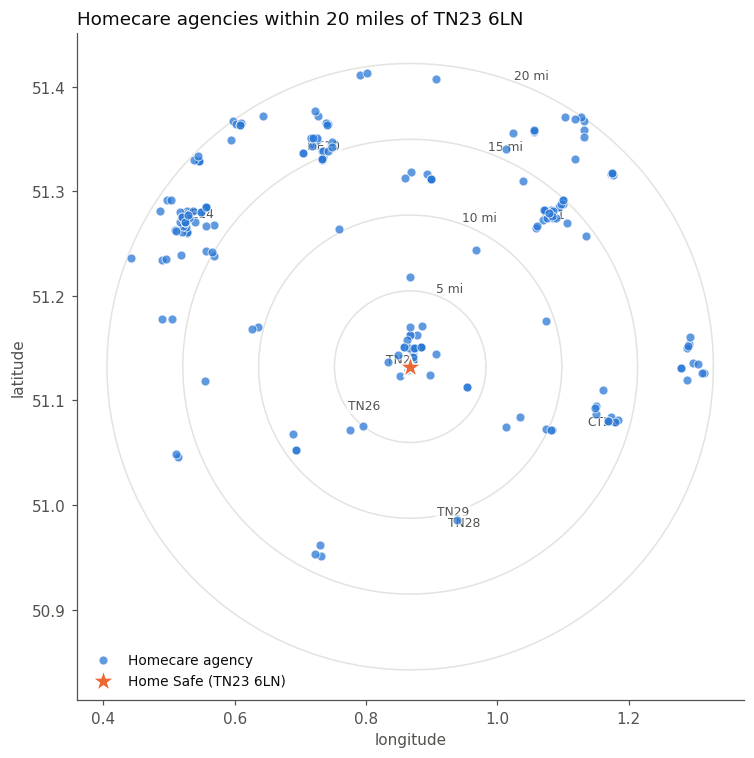 Homecare agencies within 20 miles of TN23 6LN
51.4
20 mi
15 mi
51.3
10 mi
51.2
5 mi
51.1
TN26
51.0
TN29
TN28
50.9
latitude
Homecare agency
Home Safe (TN23 6LN)
0.4
0.6
0.8
1.0
1.2
longitude